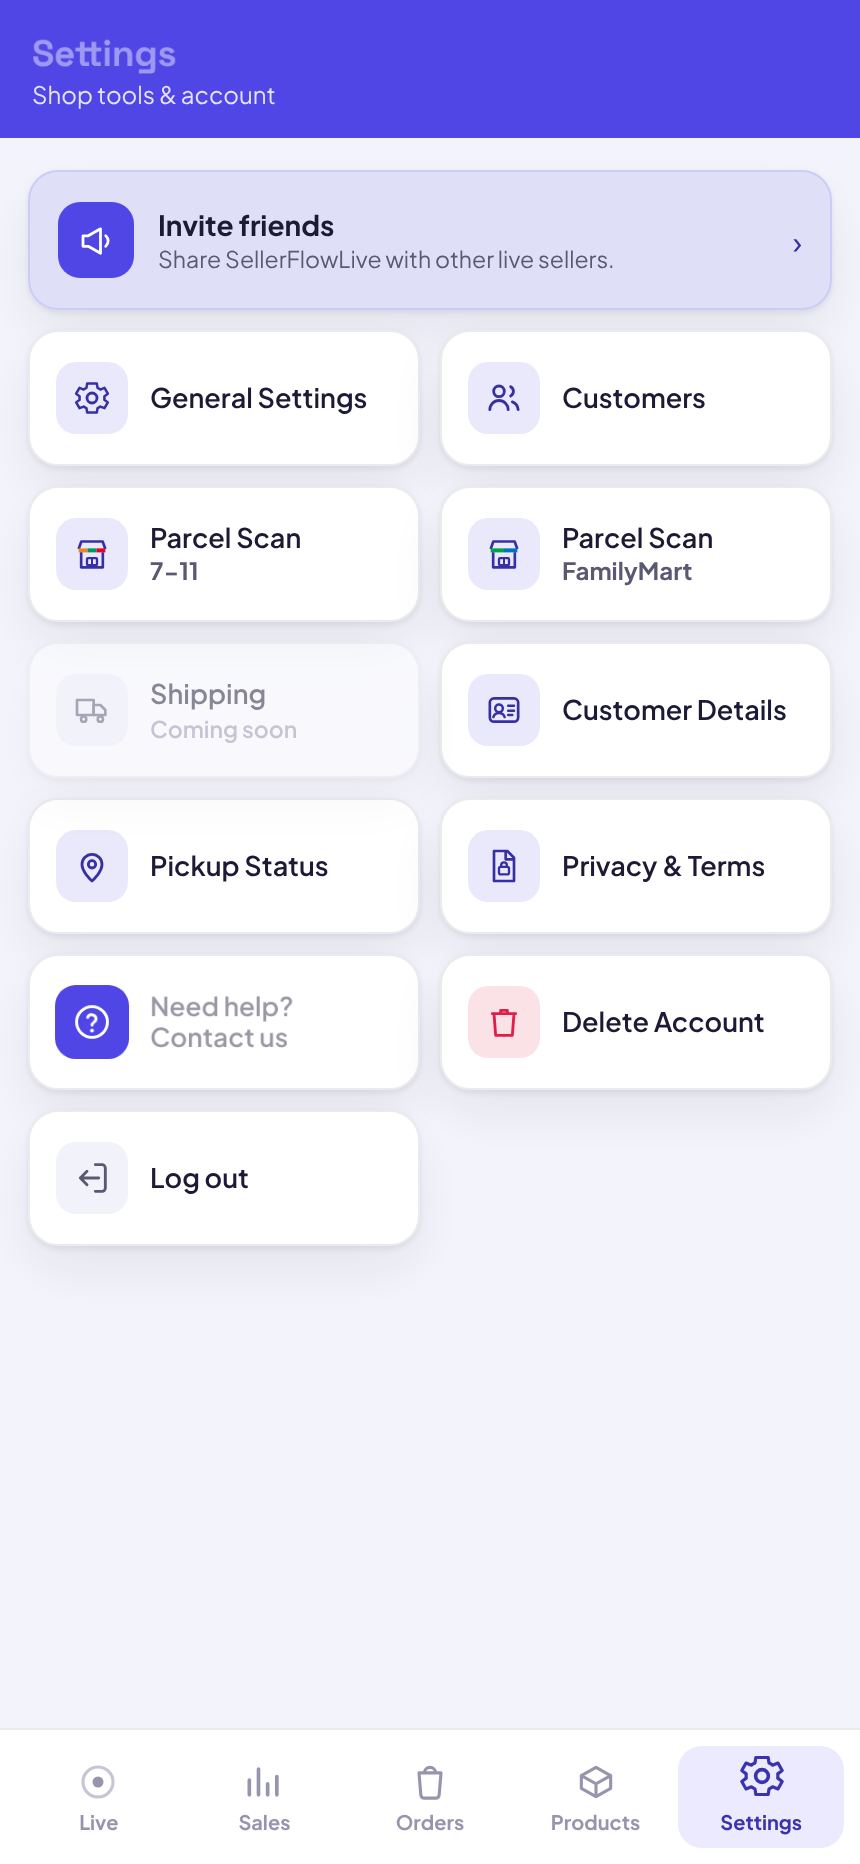 Settings
Shop tools & account
Invite friends
Share SellerFlowLive with other live sellers.
General Settings
Customers
Parcel Scan
7-11
Parcel Scan
FamilyMart
Shipping
Coming soon
Customer Details
Pickup Status
Privacy & Terms
Need help?
Contact us
Delete Account
Log out
Live
Sales
Orders
Products
Settings